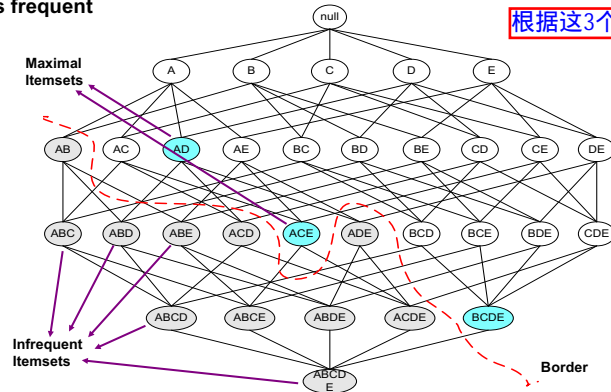 s frequent
根据这3个
null
Maximal
Itemsets
A B C D E
AB AC AD AE BC BD BE CD CE DE
ABC ABD ABE ACD ACE ADE BCD BCE BDE CDE
ABCD ABCE ABDE ACDE BCDE
Infrequent
Itemsets
Border
ABCD
E